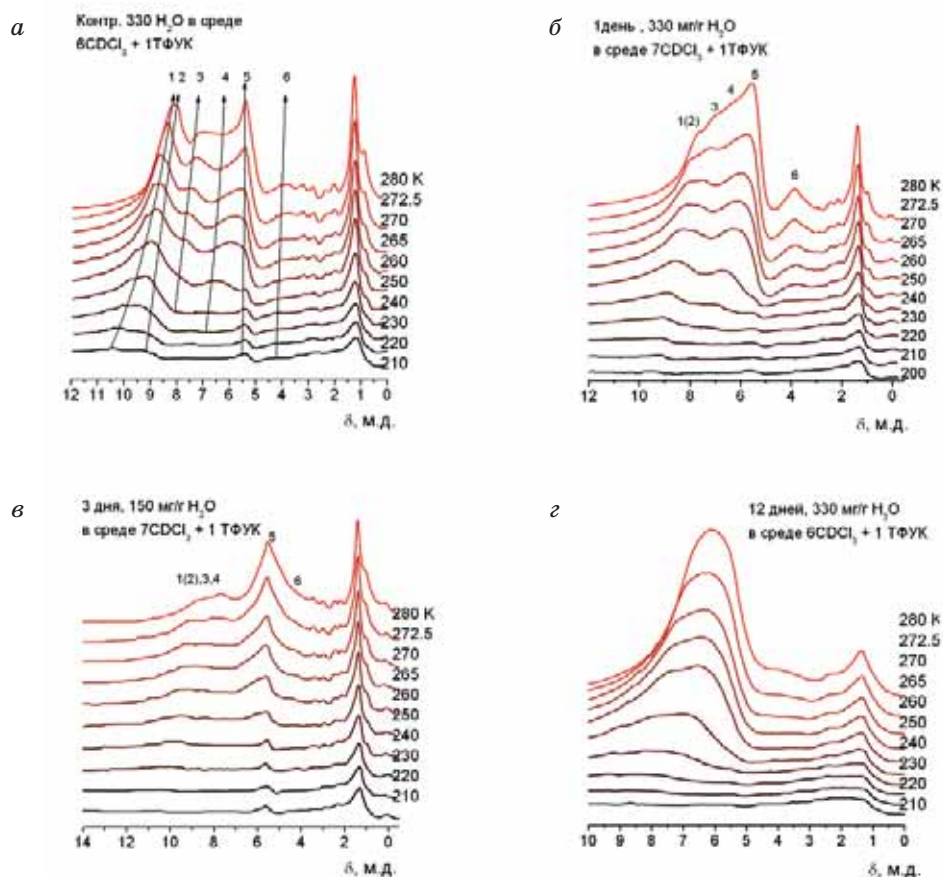 а
Контр. 330 H₂O в среде
6CDCl₃ + 1ТФУК
1 2 3 4 5 6
280 K
272.5
270
265
260
250
240
230
220
210
12 11 10 9 8 7 6 5 4 3 2 1 0
δ, м.д.
б
1день , 330 мг/г H₂O
в среде 7CDCl₃ + 1ТФУК
1(2) 3 4 5 6
280 K
272.5
270
265
260
250
240
230
220
210
200
12 10 8 6 4 2 0
δ, м.д.
в
3 дня, 150 мг/г H₂O
в среде 7CDCl₃ + 1 ТФУК
1(2),3,4 5 6
280 K
272.5
270
265
260
250
240
230
220
210
14 12 10 8 6 4 2 0
δ, м.д.
г
12 дней, 330 мг/г H₂O
в среде 6CDCl₃ + 1 ТФУК
280 K
272.5
270
265
260
250
240
230
220
210
10 9 8 7 6 5 4 3 2 1 0
δ, м.д.